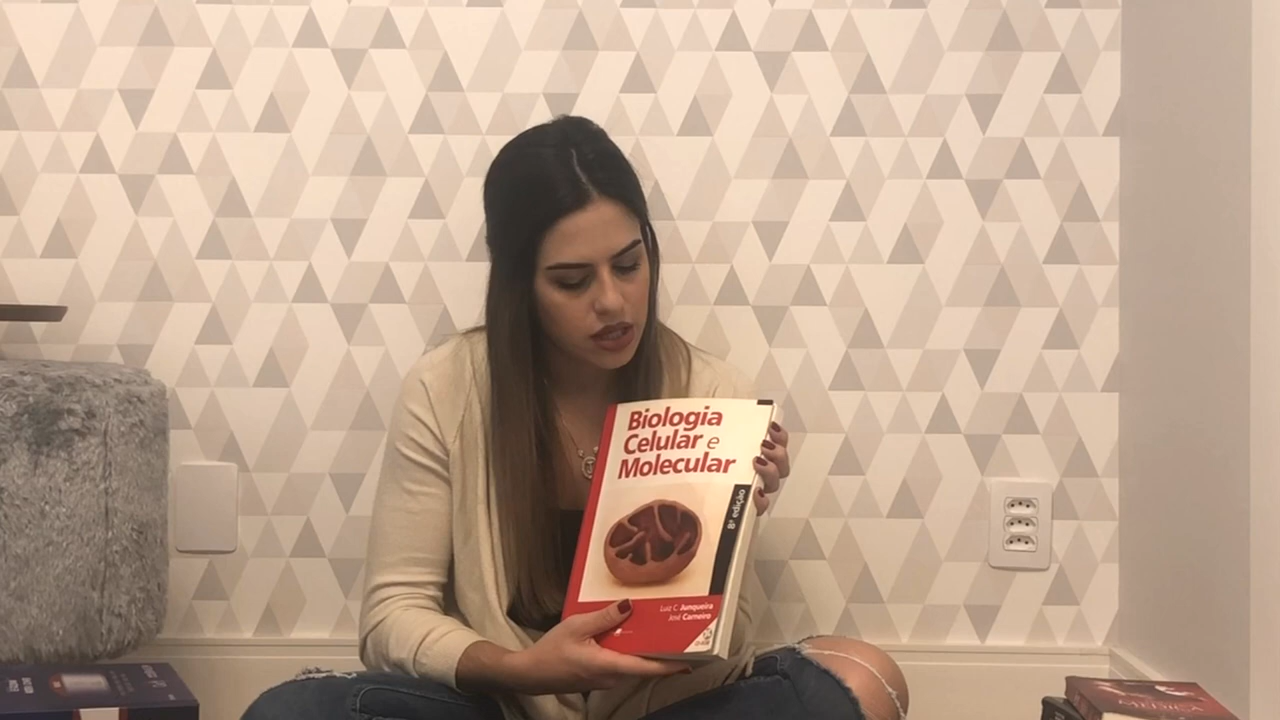 Biologia
Celular e
Molecular
8ª edição
Luiz C. Junqueira
José Carneiro